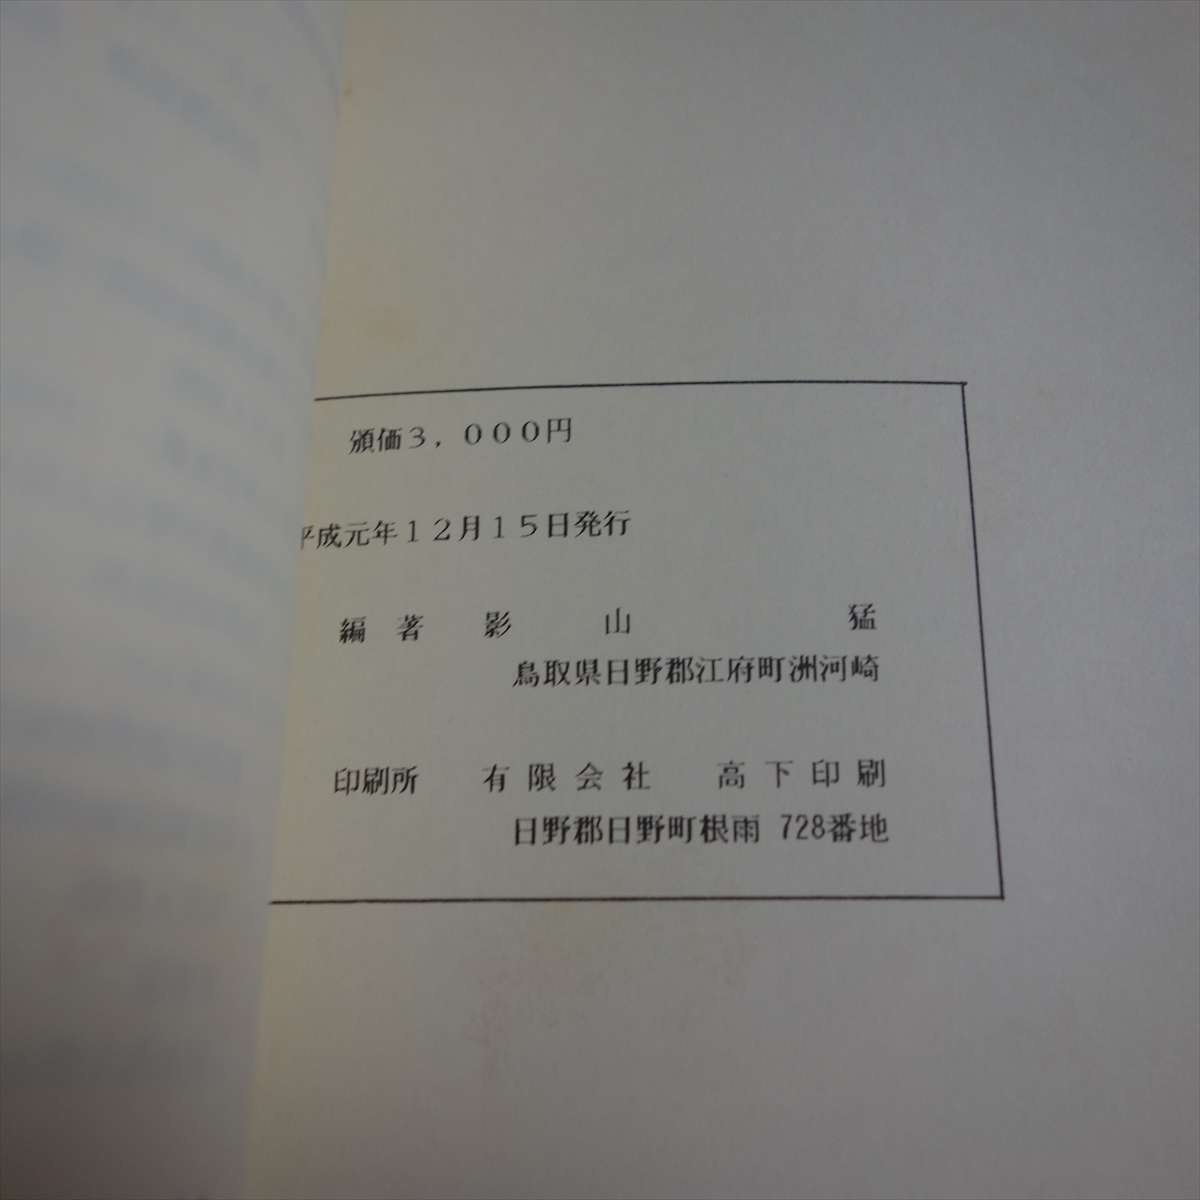 頒価3,000円
平成元年12月15日発行
編著 影山 猛
鳥取県日野郡江府町洲河崎
印刷所 有限会社 高下印刷
日野郡日野町根雨 728番地